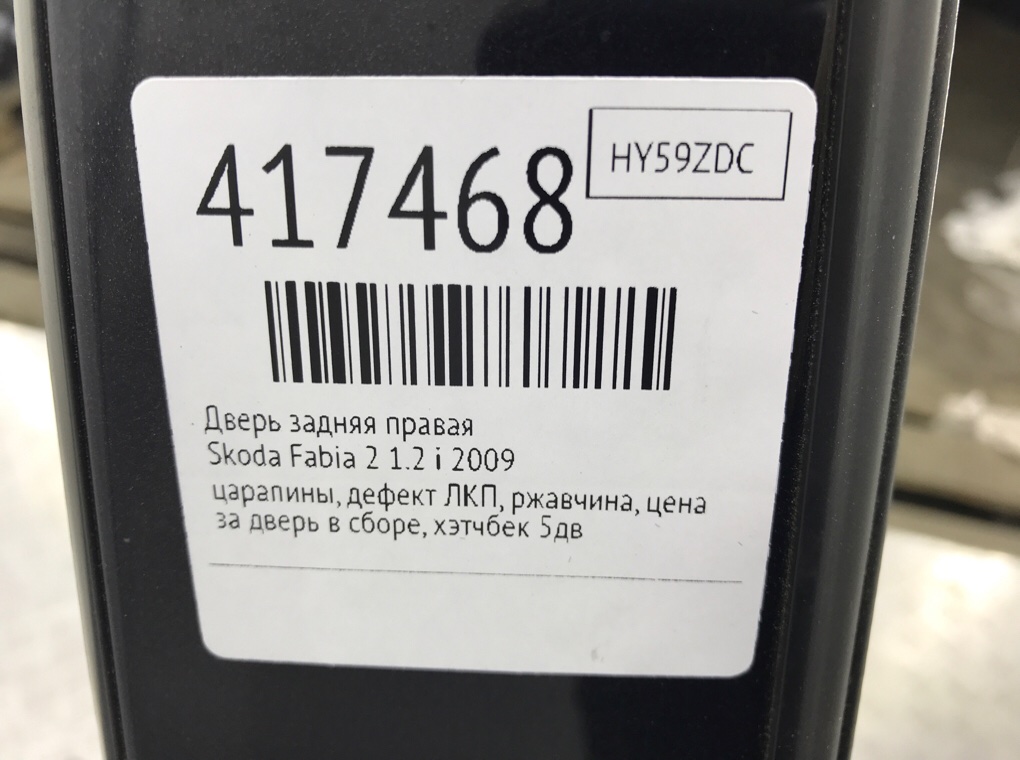 417468
HY59ZDC
Дверь задняя правая
Skoda Fabia 2 1.2 i 2009
царапины, дефект ЛКП, ржавчина, цена
за дверь в сборе, хэтчбек 5дв